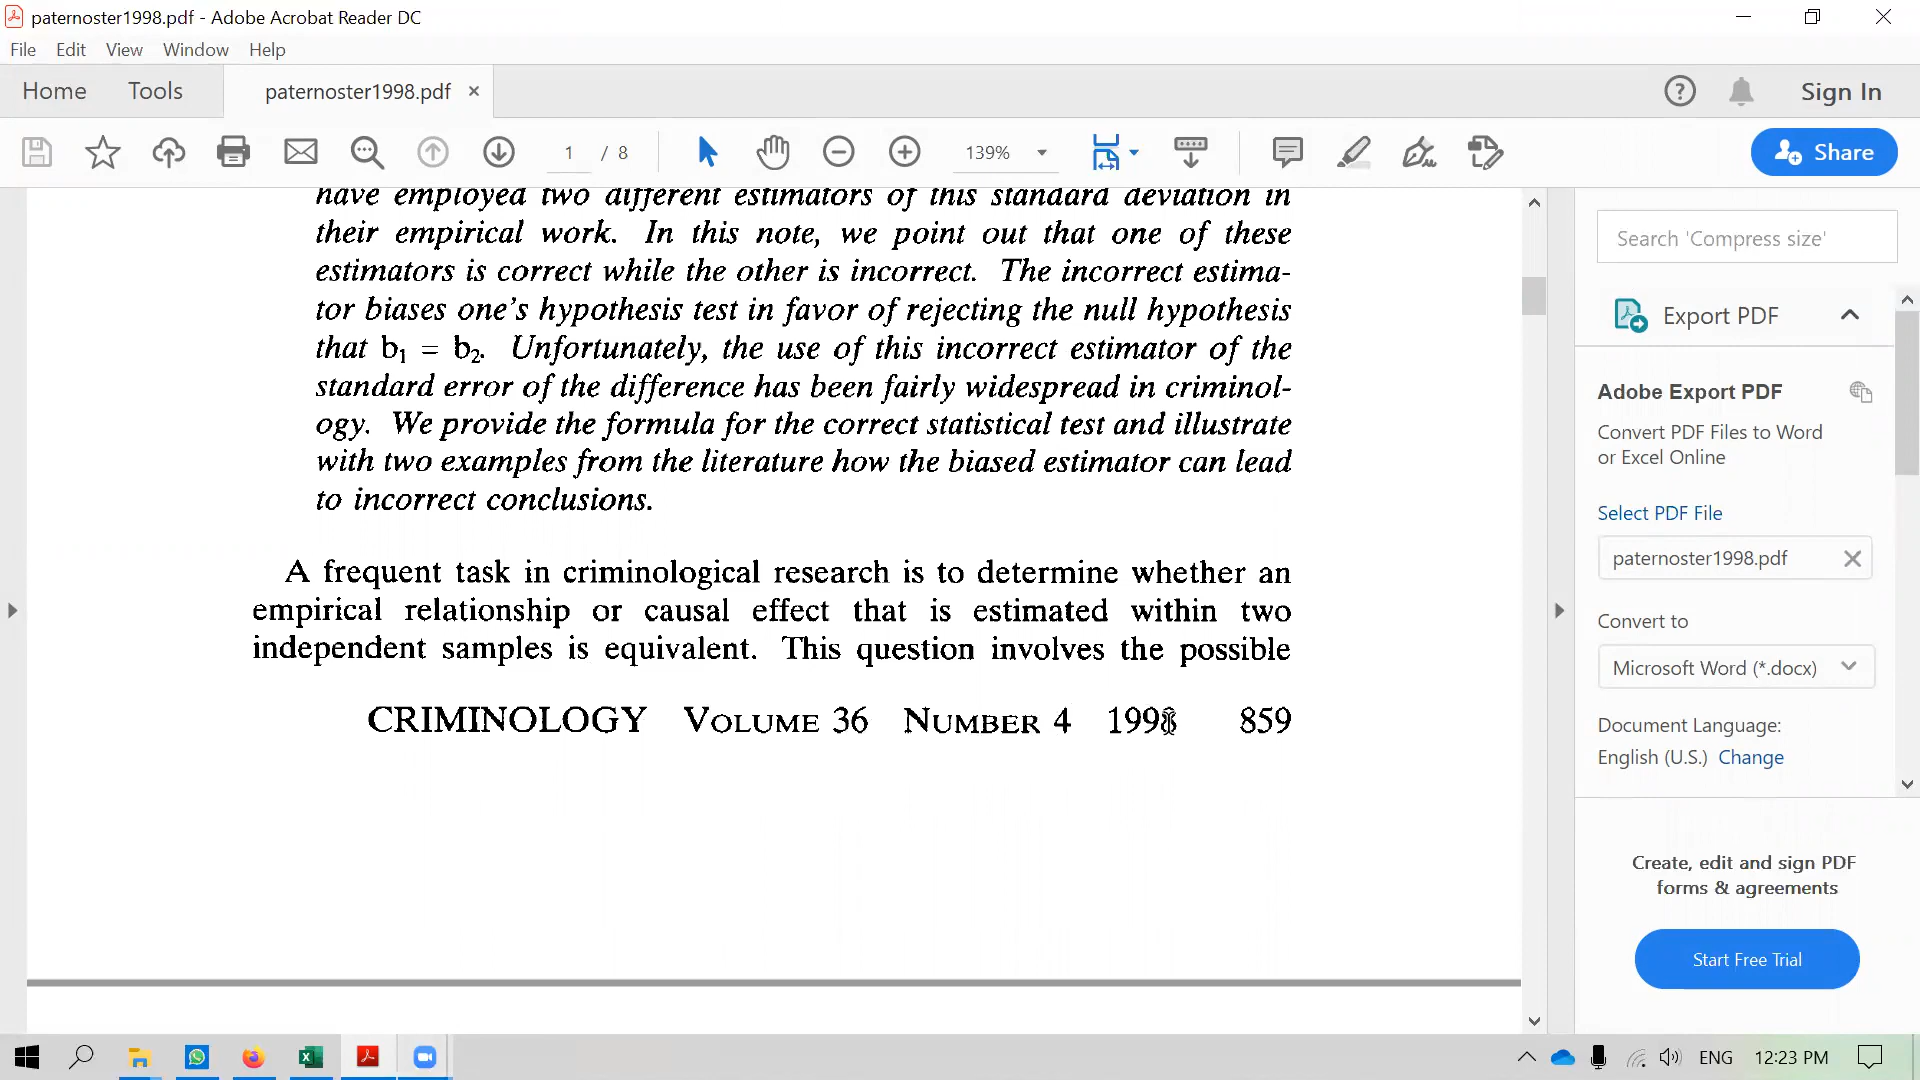 paternoster1998.pdf - Adobe Acrobat Reader DC
File Edit View Window Help
Home Tools paternoster1998.pdf × Sign In
1 / 8 139% Share
have employed two different estimators of this standard deviation in
their empirical work. In this note, we point out that one of these
estimators is correct while the other is incorrect. The incorrect estima-
tor biases one's hypothesis test in favor of rejecting the null hypothesis
that b₁ = b₂. Unfortunately, the use of this incorrect estimator of the
standard error of the difference has been fairly widespread in criminol-
ogy. We provide the formula for the correct statistical test and illustrate
with two examples from the literature how the biased estimator can lead
to incorrect conclusions.
A frequent task in criminological research is to determine whether an
empirical relationship or causal effect that is estimated within two
independent samples is equivalent. This question involves the possible
CRIMINOLOGY VOLUME 36 NUMBER 4 1998 859
Search 'Compress size'
Export PDF
Adobe Export PDF
Convert PDF Files to Word
or Excel Online
Select PDF File
paternoster1998.pdf
Convert to
Microsoft Word (*.docx)
Document Language:
English (U.S.) Change
Create, edit and sign PDF
forms & agreements
Start Free Trial
ENG 12:23 PM